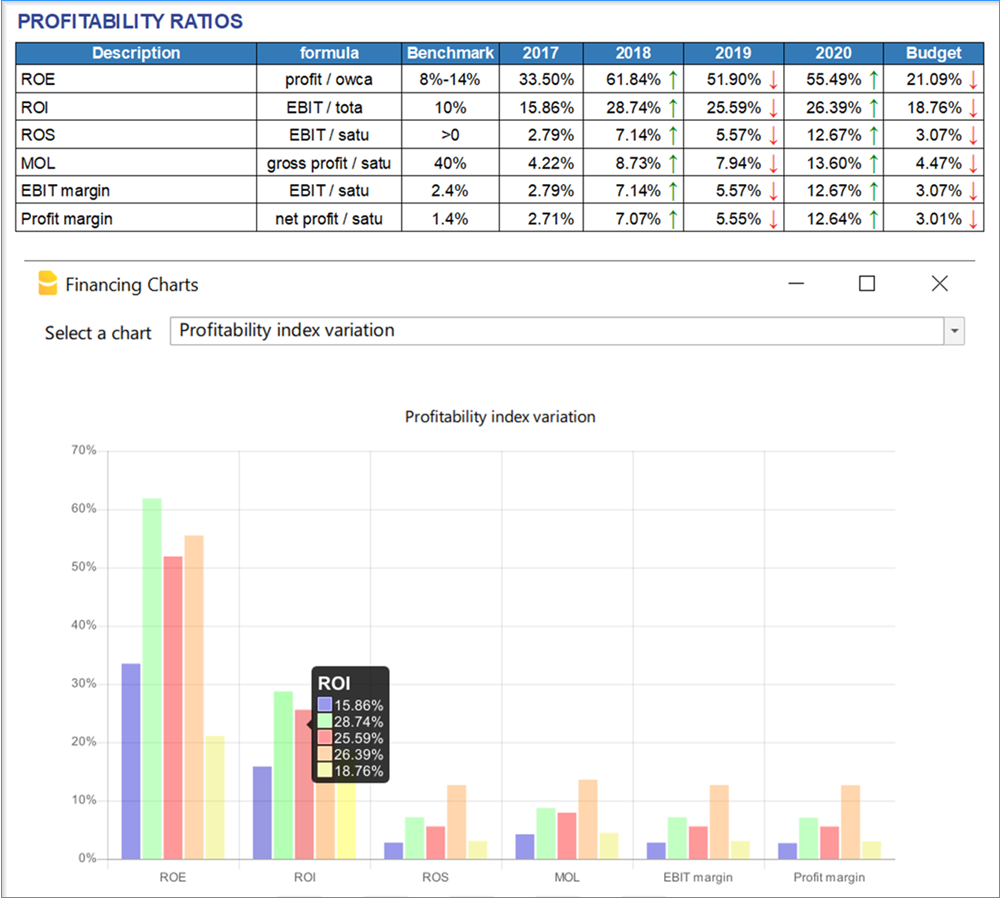 PROFITABILITY RATIOS
Description formula Benchmark 2017 2018 2019 2020 Budget
ROE profit / owca 8%-14% 33.50% 61.84% ↑ 51.90% ↓ 55.49% ↑ 21.09% ↓
ROI EBIT / tota 10% 15.86% 28.74% ↑ 25.59% ↓ 26.39% ↑ 18.76% ↓
ROS EBIT / satu >0 2.79% 7.14% ↑ 5.57% ↓ 12.67% ↑ 3.07% ↓
MOL gross profit / satu 40% 4.22% 8.73% ↑ 7.94% ↓ 13.60% ↑ 4.47% ↓
EBIT margin EBIT / satu 2.4% 2.79% 7.14% ↑ 5.57% ↓ 12.67% ↑ 3.07% ↓
Profit margin net profit / satu 1.4% 2.71% 7.07% ↑ 5.55% ↓ 12.64% ↑ 3.01% ↓
Financing Charts
Select a chart Profitability index variation
Profitability index variation
70%
60%
50%
40%
30%
20%
10%
0%
ROI
15.86%
28.74%
25.59%
26.39%
18.76%
ROE ROI ROS MOL EBIT margin Profit margin